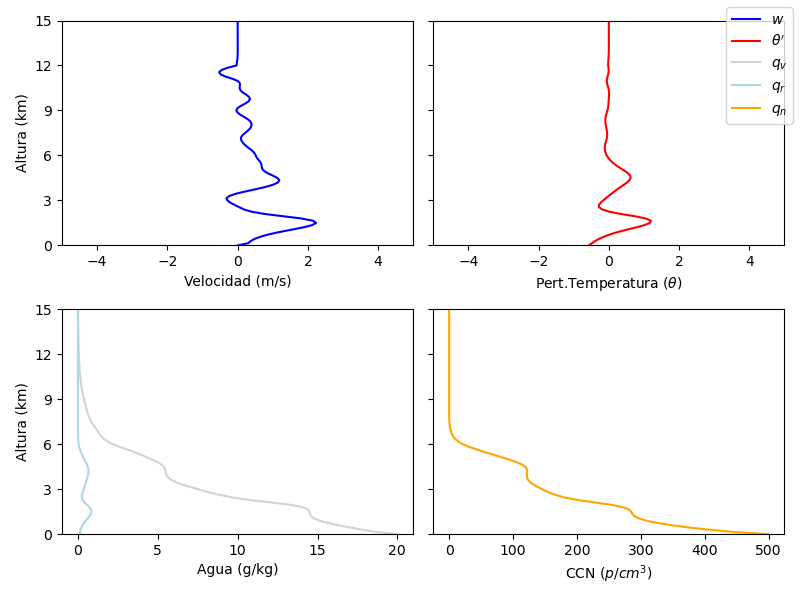 15
12
9
6
3
0
Altura (km)
−4 −2 0 2 4
Velocidad (m/s)
−4 −2 0 2 4
Pert.Temperatura (θ)
w
θ′
q_v
q_r
q_n
15
12
9
6
3
0
Altura (km)
0 5 10 15 20
Agua (g/kg)
0 100 200 300 400 500
CCN (p/cm³)